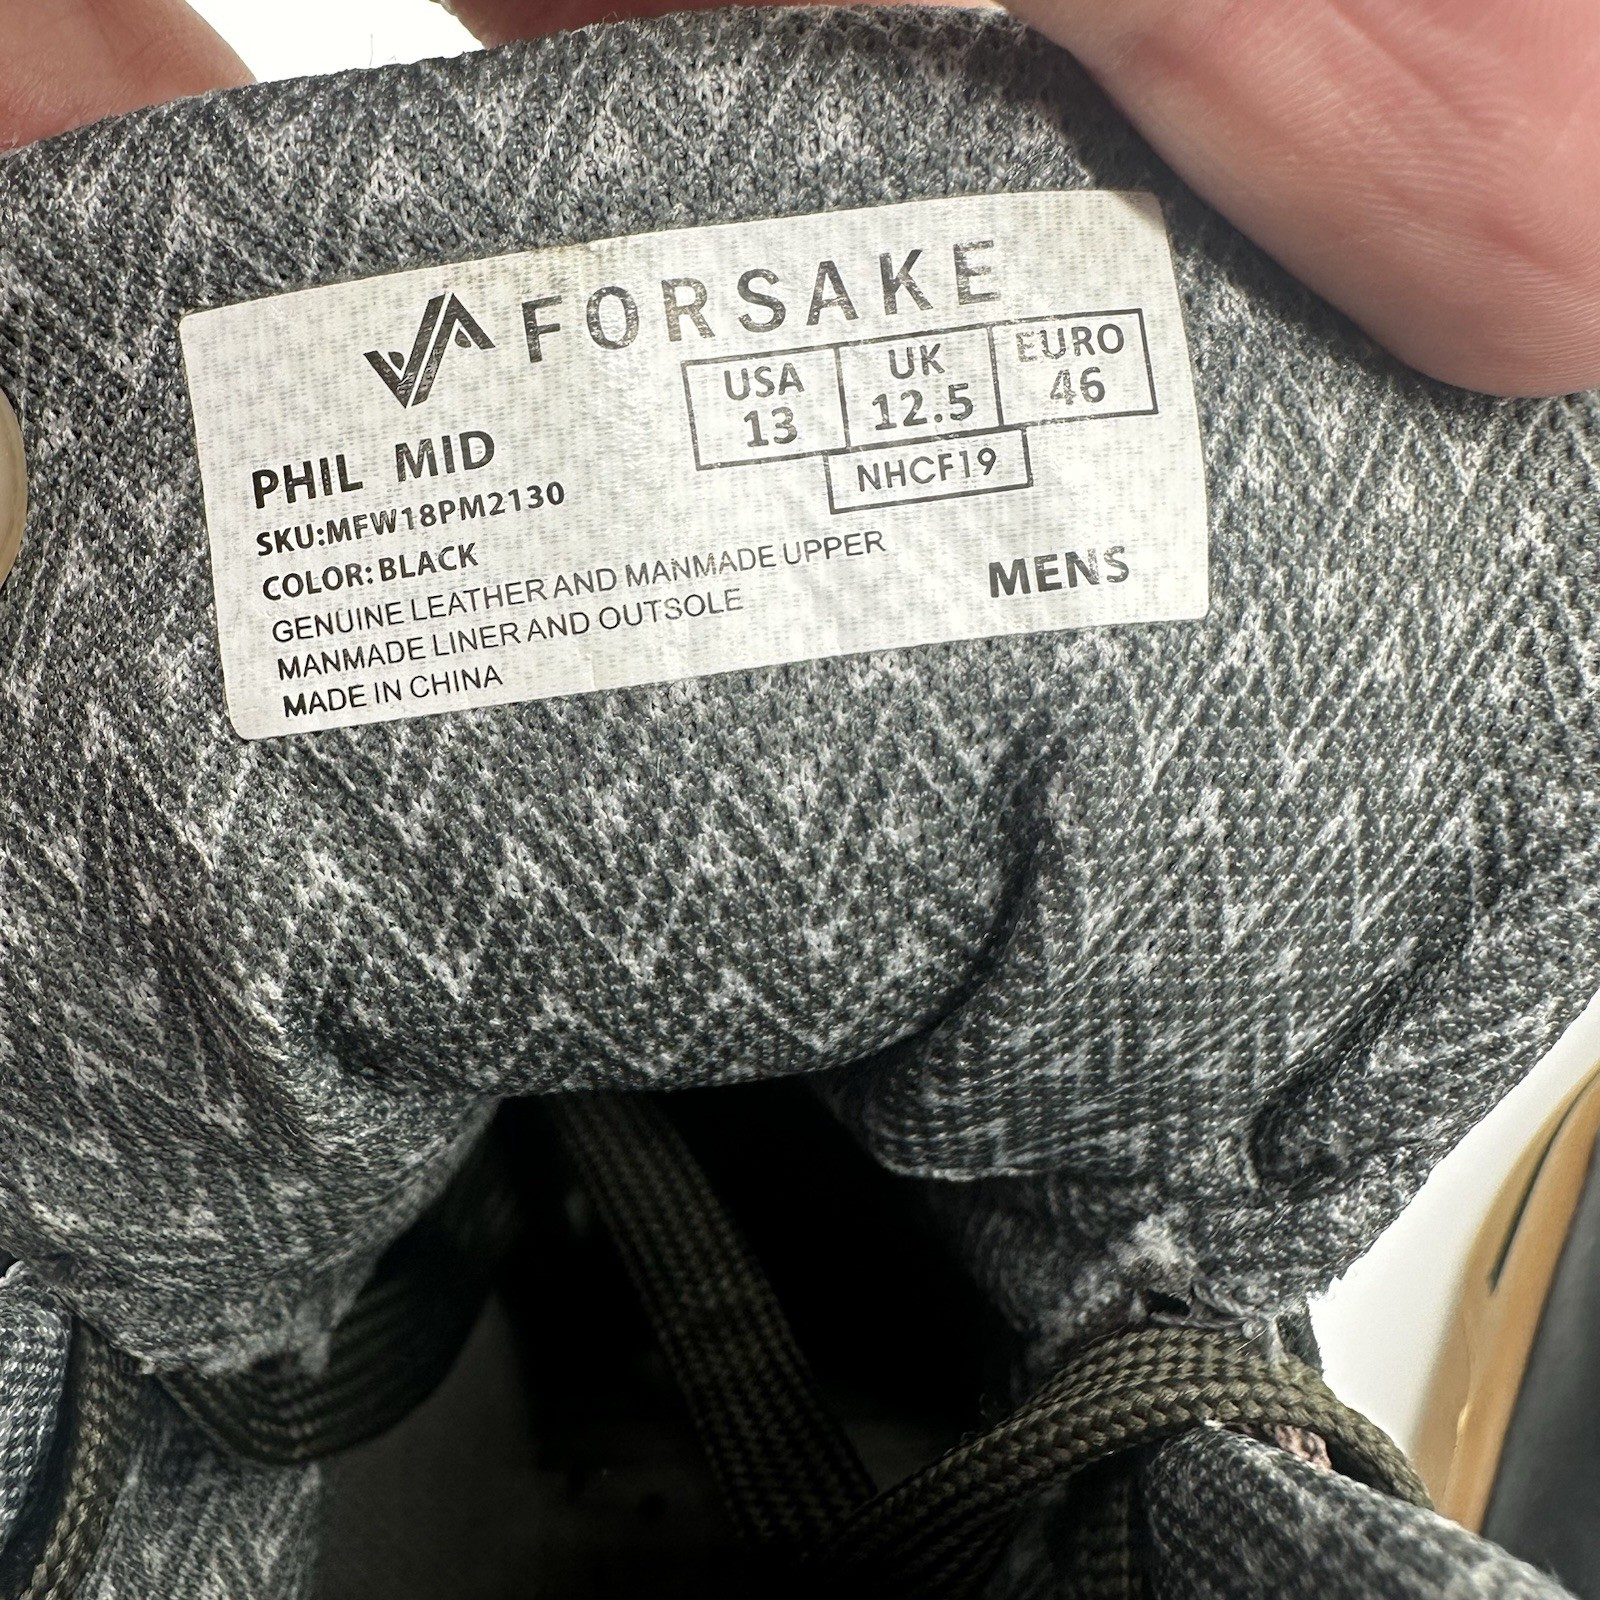 FORSAKE
USA UK EURO
13 12.5 46
NHCF19
PHIL MID
SKU:MFW18PM2130
COLOR:BLACK
GENUINE LEATHER AND MANMADE UPPER
MANMADE LINER AND OUTSOLE
MADE IN CHINA
MENS